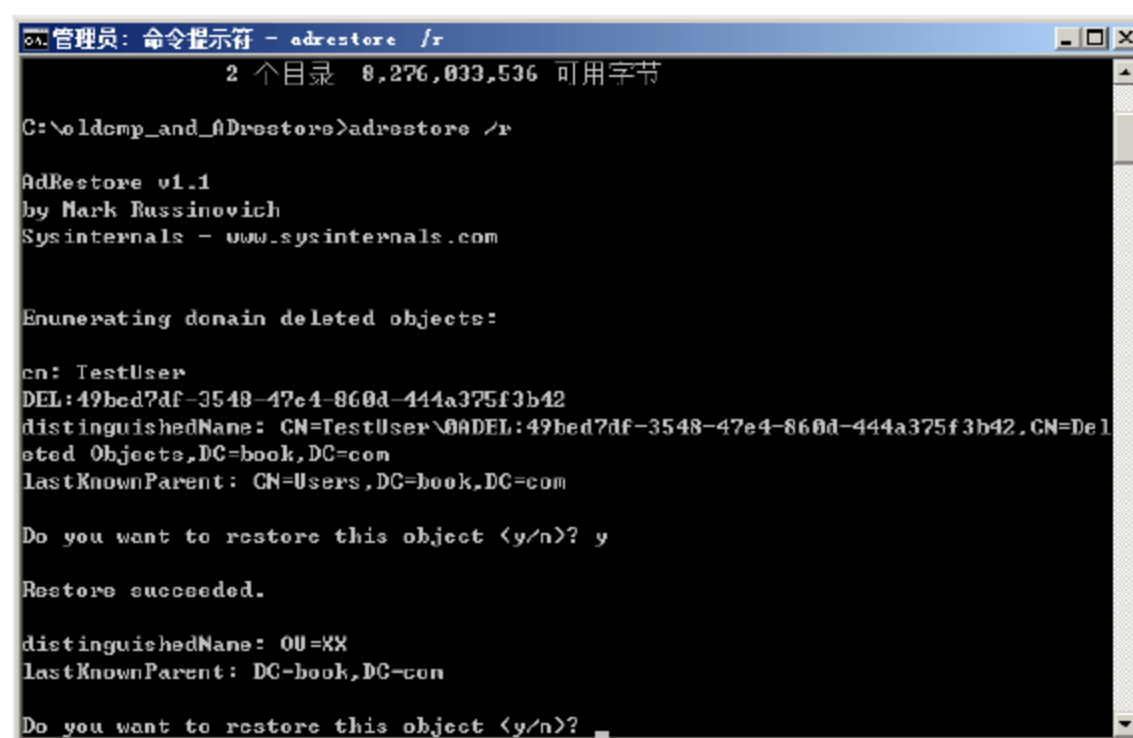 管理员: 命令提示符 - adrestore /r
2 个目录 8,276,033,536 可用字节
C:\oldcmp_and_ADrestore>adrestore /r
AdRestore v1.1
by Mark Russinovich
Sysinternals - www.sysinternals.com
Enumerating domain deleted objects:
cn: TestUser
DEL:49bed7df-3548-47e4-860d-444a375f3b42
distinguishedName: CN=TestUser\0ADEL:49bed7df-3548-47e4-860d-444a375f3b42,CN=Del
eted Objects,DC=book,DC=com
lastKnownParent: CN=Users,DC=book,DC=com
Do you want to restore this object (y/n)? y
Restore succeeded.
distinguishedName: OU=XX
lastKnownParent: DC=book,DC=com
Do you want to restore this object (y/n)? _